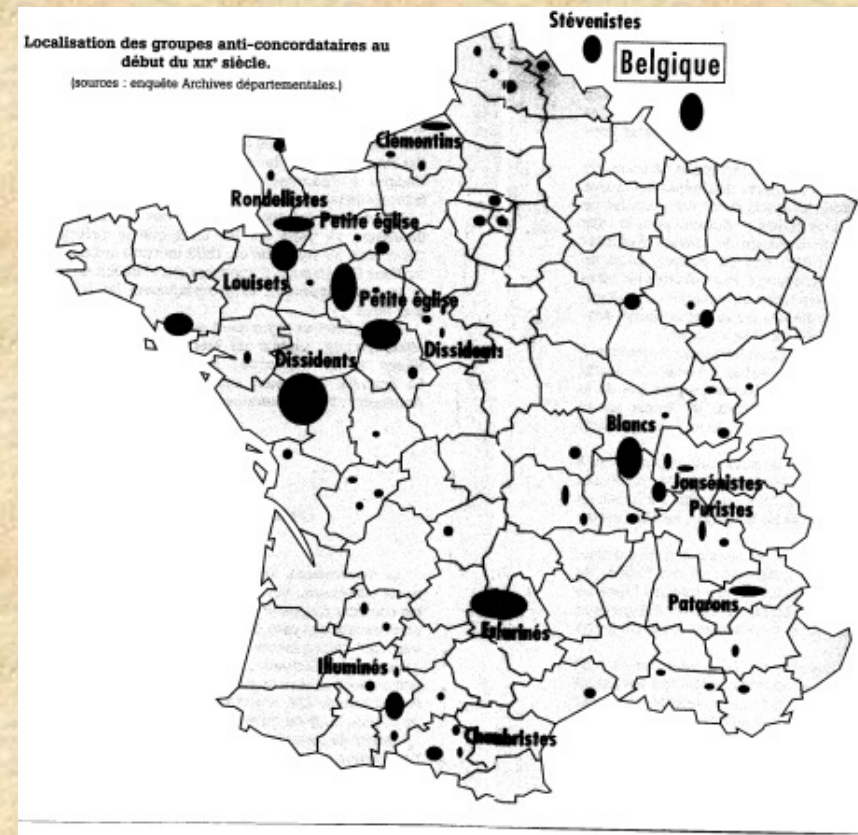 Stévenistes
Localisation des groupes anti-concordataires au
début du XIXe siècle.
(sources : enquête Archives départementales.)
Belgique
Clémentins
Rondellistes
Petite église
Louisets
Petite église
Dissidents
Dissidents
Blancs
Jansénistes
Puristes
Patarons
Enfarinés
Illuminés
Chambristes